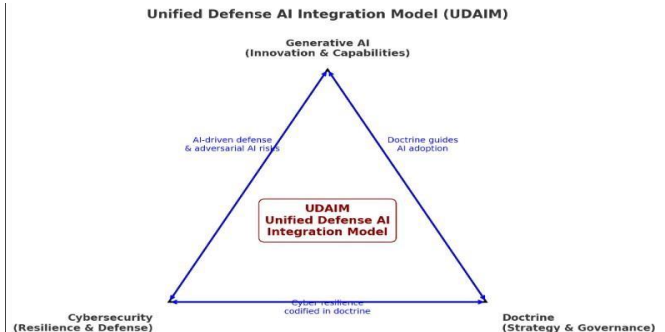 Unified Defense AI Integration Model (UDAIM)
Generative AI
(Innovation & Capabilities)
AI-driven defense
& adversarial AI risks
Doctrine guides
AI adoption
UDAIM
Unified Defense AI
Integration Model
Cyber resilience
codified in doctrine
Cybersecurity
(Resilience & Defense)
Doctrine
(Strategy & Governance)